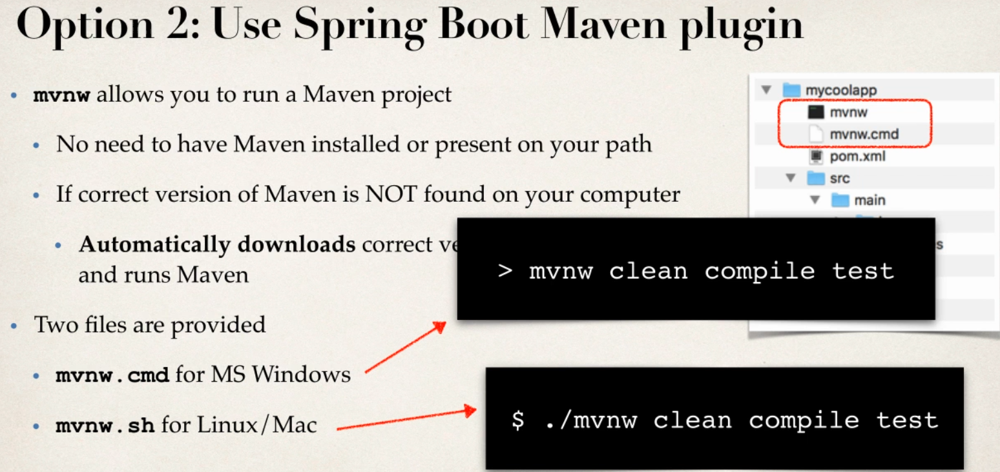 Option 2: Use Spring Boot Maven plugin
• mvnw allows you to run a Maven project
• No need to have Maven installed or present on your path
• If correct version of Maven is NOT found on your computer
• Automatically downloads correct
and runs Maven
• Two files are provided
• mvnw.cmd for MS Windows
• mvnw.sh for Linux/Mac
mycoolapp
mvnw
mvnw.cmd
pom.xml
src
main
> mvnw clean compile test
$ ./mvnw clean compile test